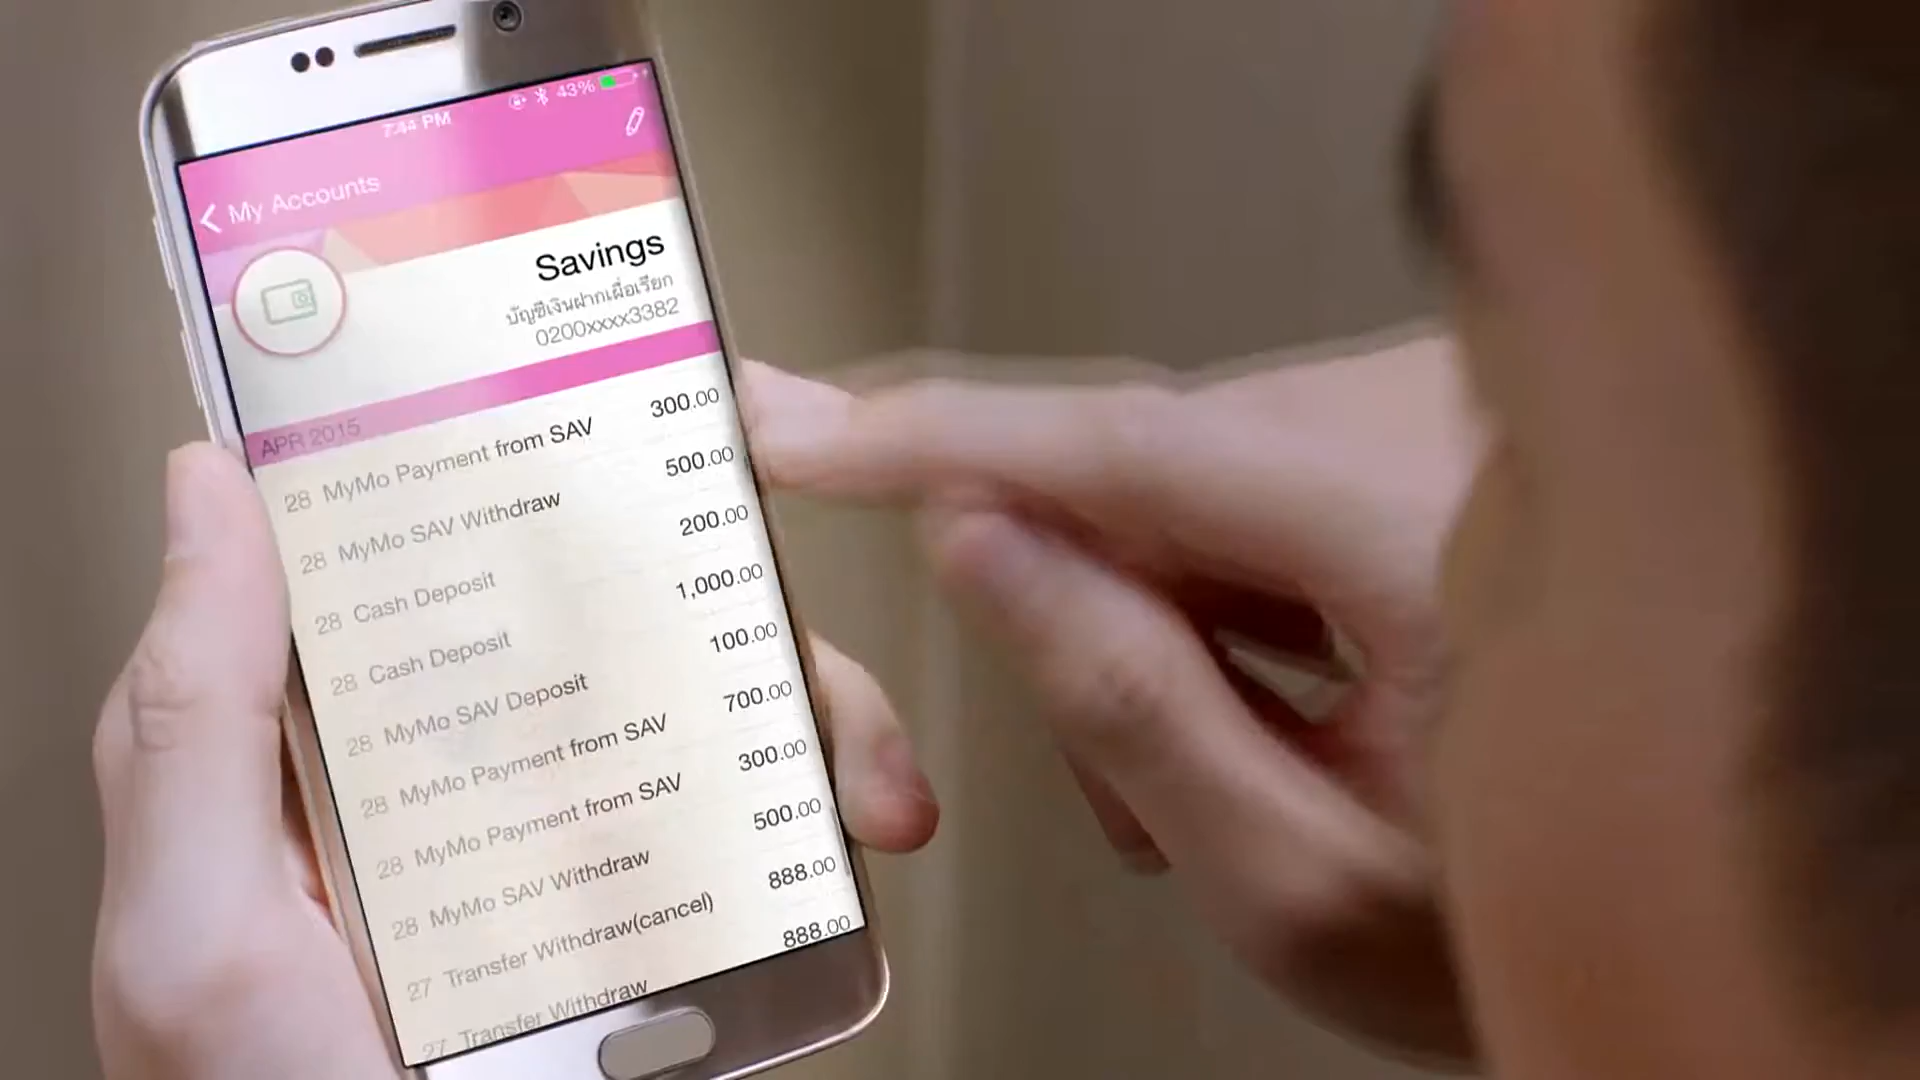 43%
7:44 PM
My Accounts
Savings
บัญชีเงินฝากเผื่อเรียก
0200xxxx3382
APR 2015
28 MyMo Payment from SAV 300.00
28 MyMo SAV Withdraw 500.00
28 Cash Deposit 200.00
28 Cash Deposit 1,000.00
28 MyMo SAV Deposit 100.00
28 MyMo Payment from SAV 700.00
28 MyMo Payment from SAV 300.00
28 MyMo SAV Withdraw 500.00
27 Transfer Withdraw(cancel) 888.00
27 Transfer Withdraw 888.00